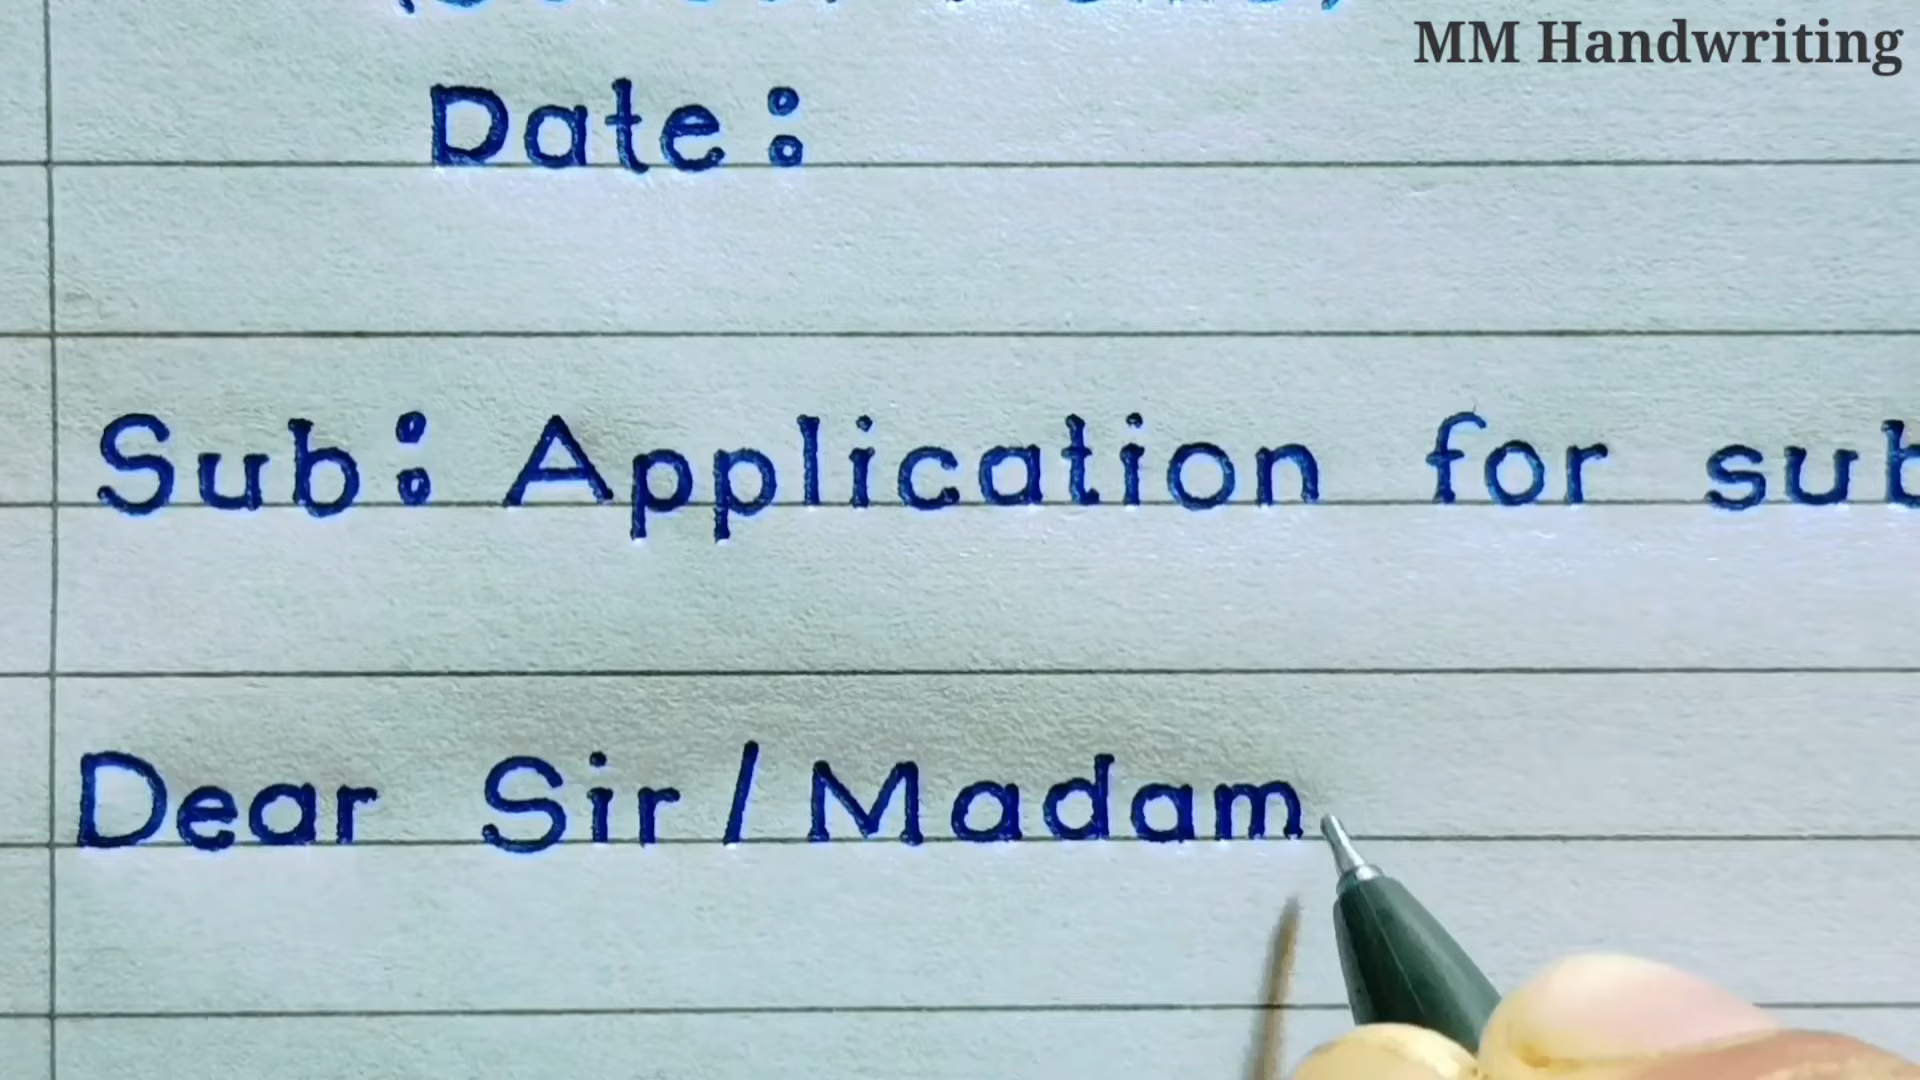 MM Handwriting
Date:
Sub: Application for sub
Dear Sir/Madam